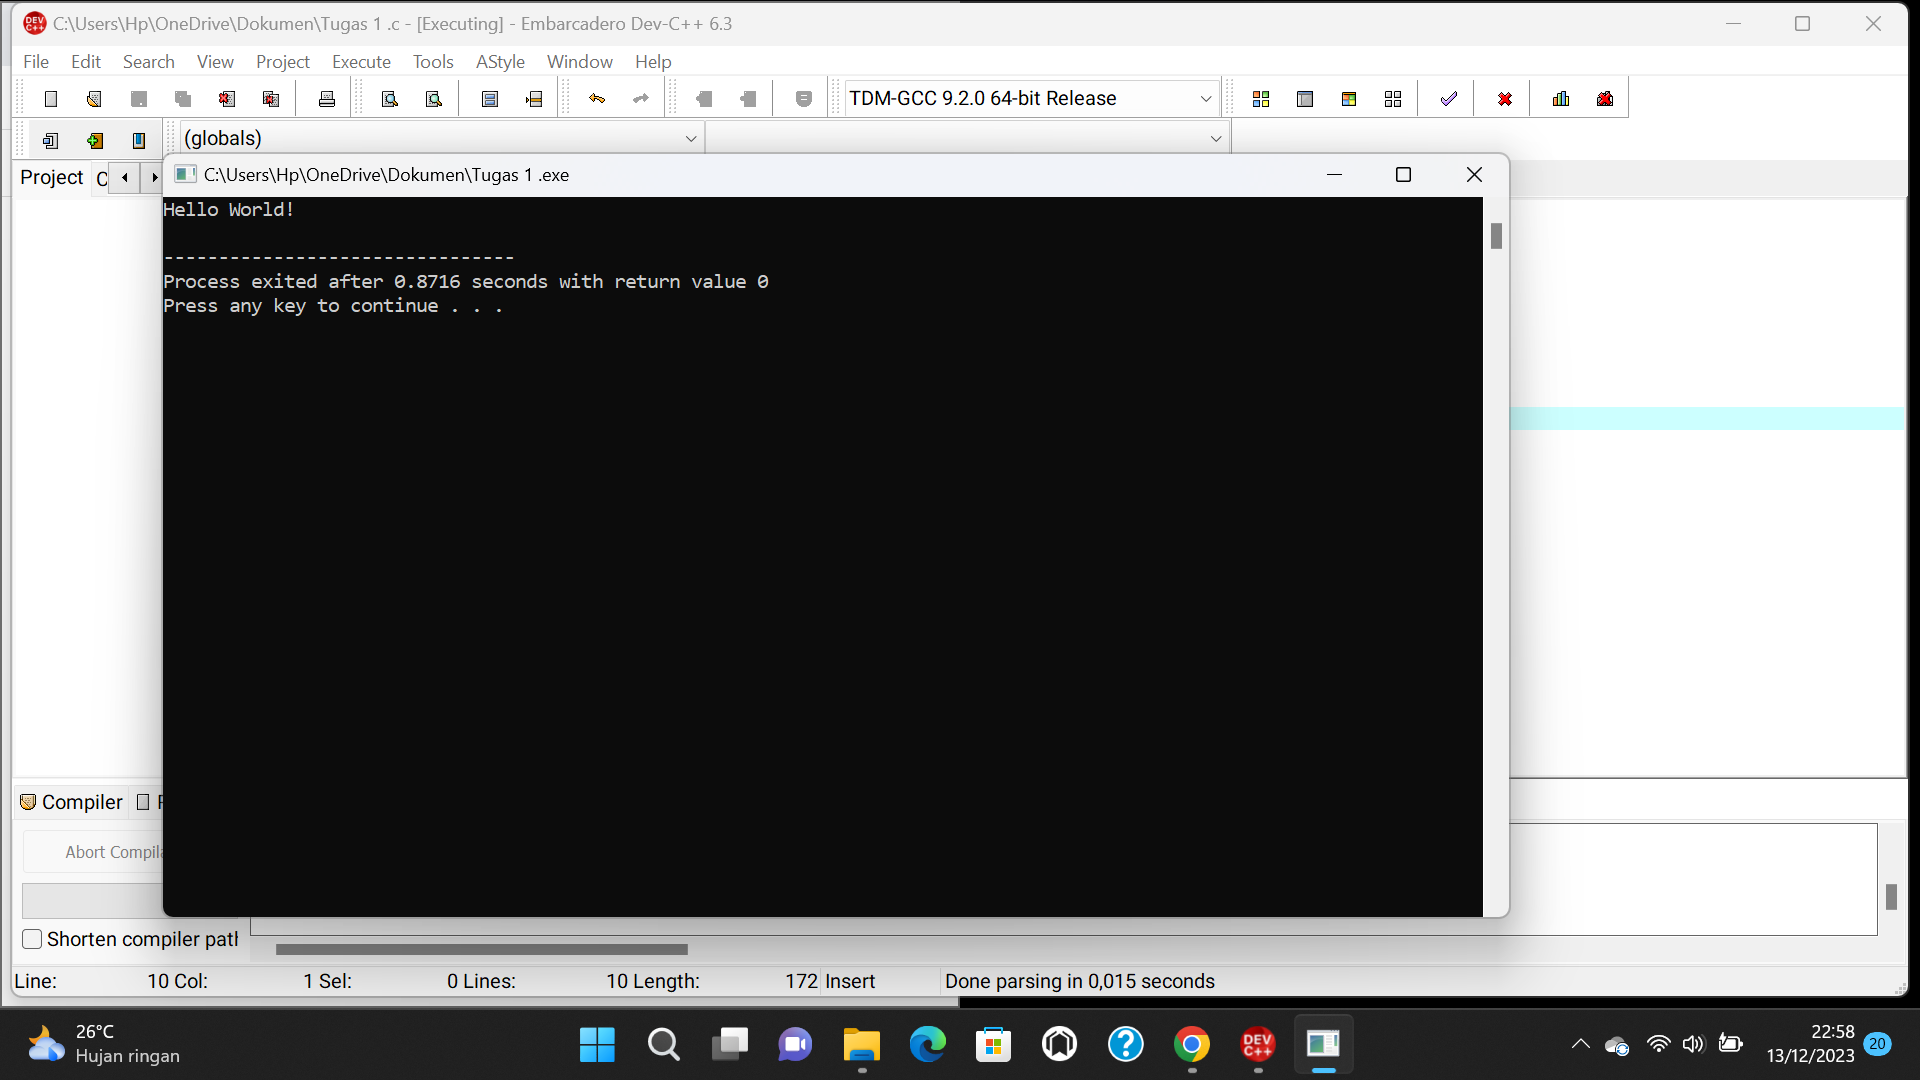 C:\Users\Hp\OneDrive\Dokumen\Tugas 1 .c - [Executing] - Embarcadero Dev-C++ 6.3
File Edit Search View Project Execute Tools AStyle Window Help
TDM-GCC 9.2.0 64-bit Release
(globals)
Project
C:\Users\Hp\OneDrive\Dokumen\Tugas 1 .exe
Hello World!
--------------------------------
Process exited after 0.8716 seconds with return value 0
Press any key to continue . . .
Compiler
Abort
Shorten compiler
Line: 10 Col: 1 Sel: 0 Lines: 10 Length: 172 Insert Done parsing in 0,015 seconds
26°C
Hujan ringan
DEV C++
22:58
13/12/2023
20